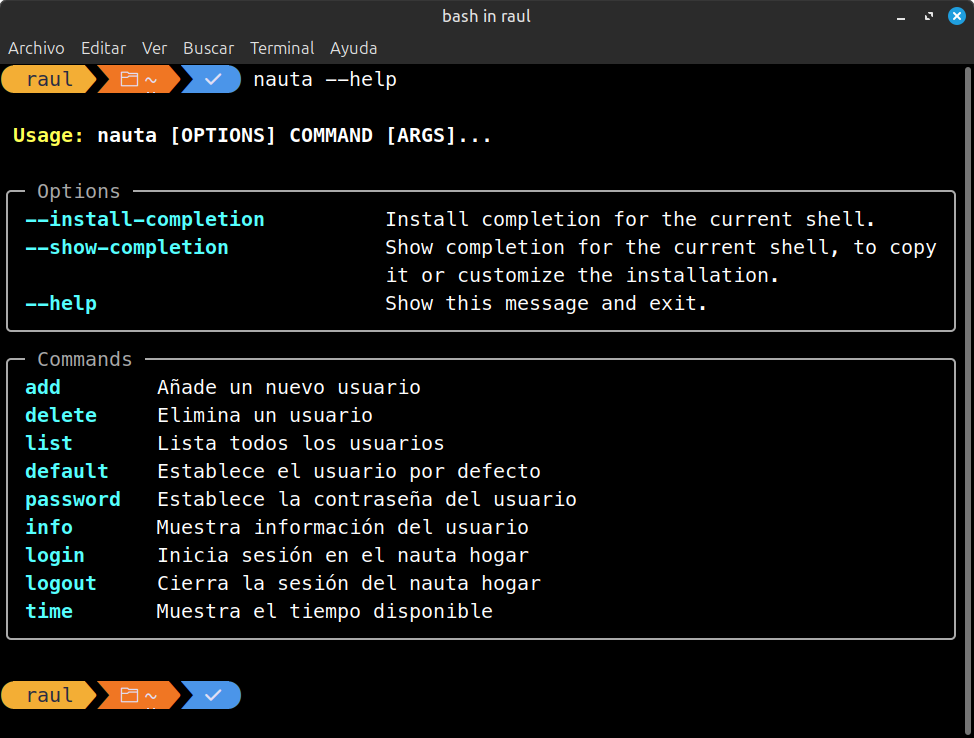 bash in raul
Archivo Editar Ver Buscar Terminal Ayuda
raul ~ nauta --help
Usage: nauta [OPTIONS] COMMAND [ARGS]...
Options
--install-completion Install completion for the current shell.
--show-completion Show completion for the current shell, to copy
it or customize the installation.
--help Show this message and exit.
Commands
add Añade un nuevo usuario
delete Elimina un usuario
list Lista todos los usuarios
default Establece el usuario por defecto
password Establece la contraseña del usuario
info Muestra información del usuario
login Inicia sesión en el nauta hogar
logout Cierra la sesión del nauta hogar
time Muestra el tiempo disponible
raul ~